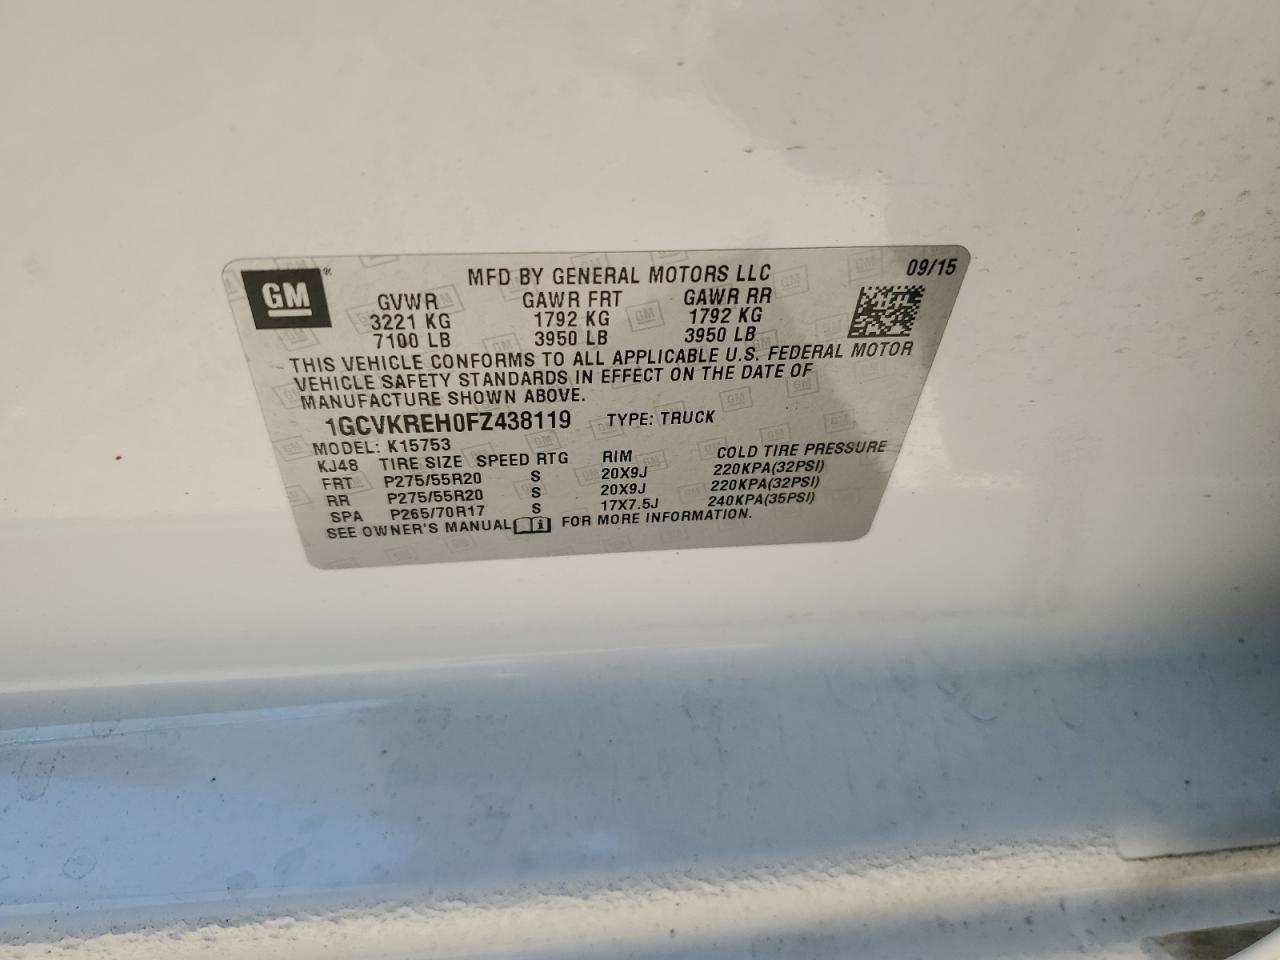 GM®
MFD BY GENERAL MOTORS LLC 09/15
GVWR GAWR FRT GAWR RR
3221 KG 1792 KG 1792 KG
7100 LB 3950 LB 3950 LB
THIS VEHICLE CONFORMS TO ALL APPLICABLE U.S. FEDERAL MOTOR
VEHICLE SAFETY STANDARDS IN EFFECT ON THE DATE OF
MANUFACTURE SHOWN ABOVE.
1GCVKREH0FZ438119 TYPE: TRUCK
MODEL: K15753
KJ48 TIRE SIZE SPEED RTG RIM COLD TIRE PRESSURE
FRT P275/55R20 S 20X9J 220KPA(32PSI)
RR P275/55R20 S 20X9J 220KPA(32PSI)
SPA P265/70R17 S 17X7.5J 240KPA(35PSI)
SEE OWNER'S MANUAL FOR MORE INFORMATION.